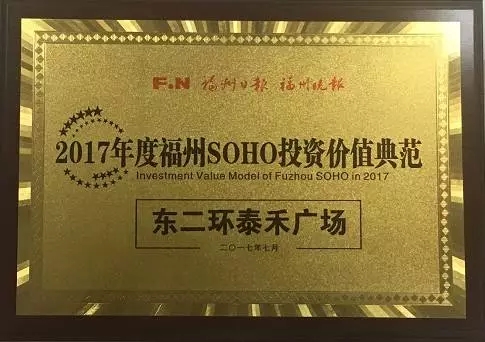 F.N 福州日报 福州晚报
2017年度福州SOHO投资价值典范
Investment Value Model of Fuzhou SOHO in 2017
东二环泰禾广场
二〇一七年七月